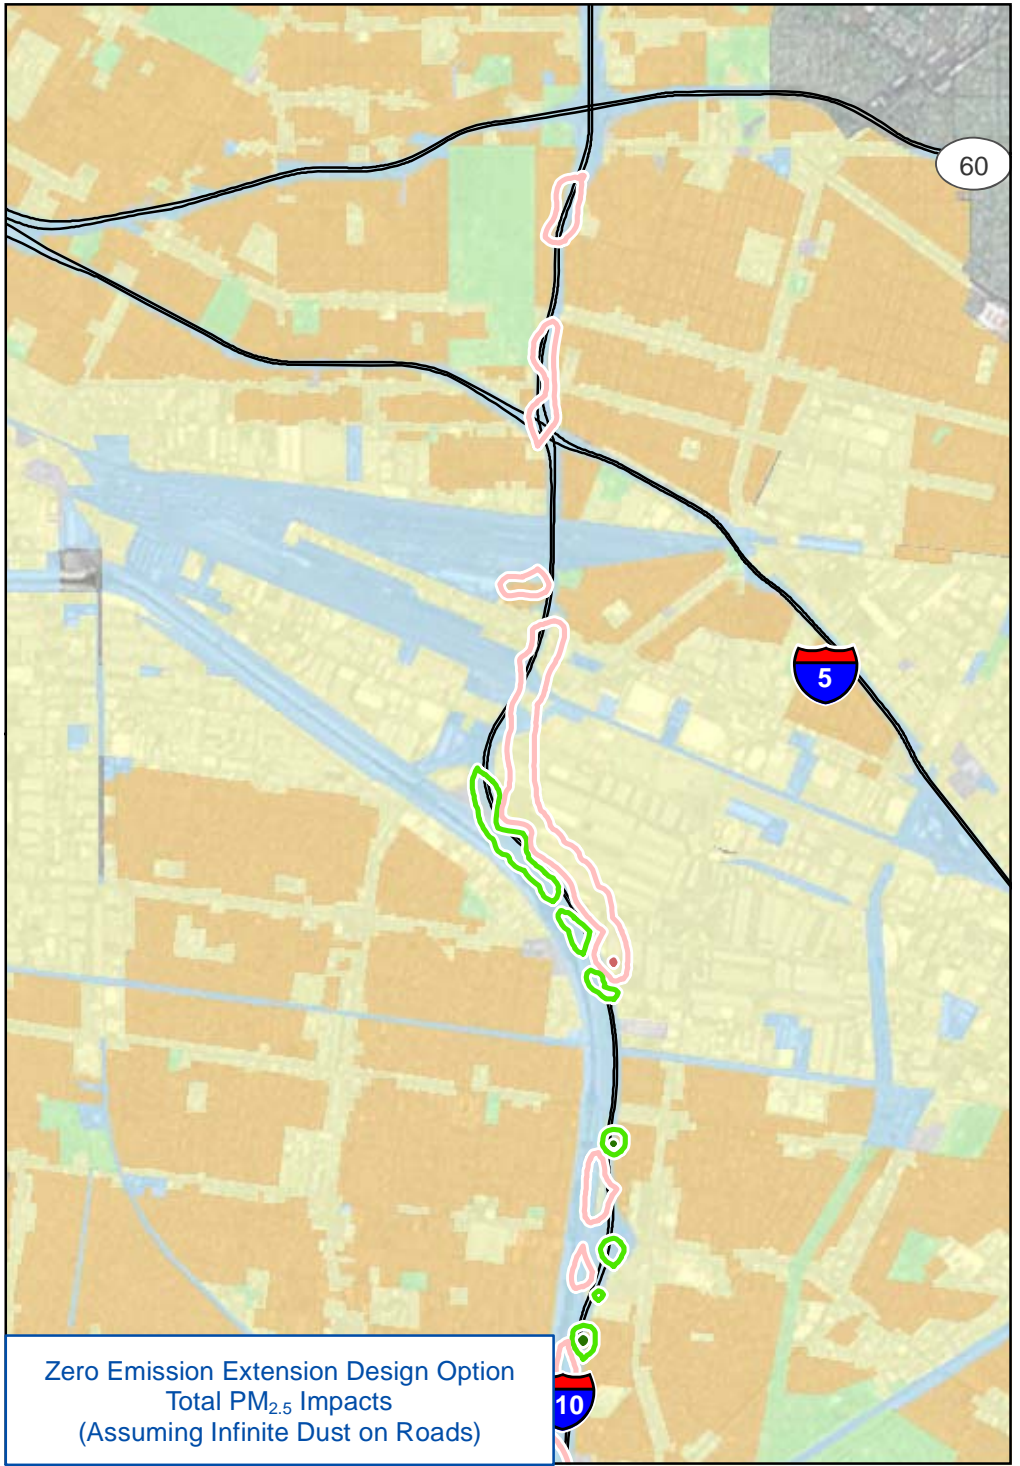 60
5
Zero Emission Extension Design Option
Total PM2.5 Impacts
(Assuming Infinite Dust on Roads)
10